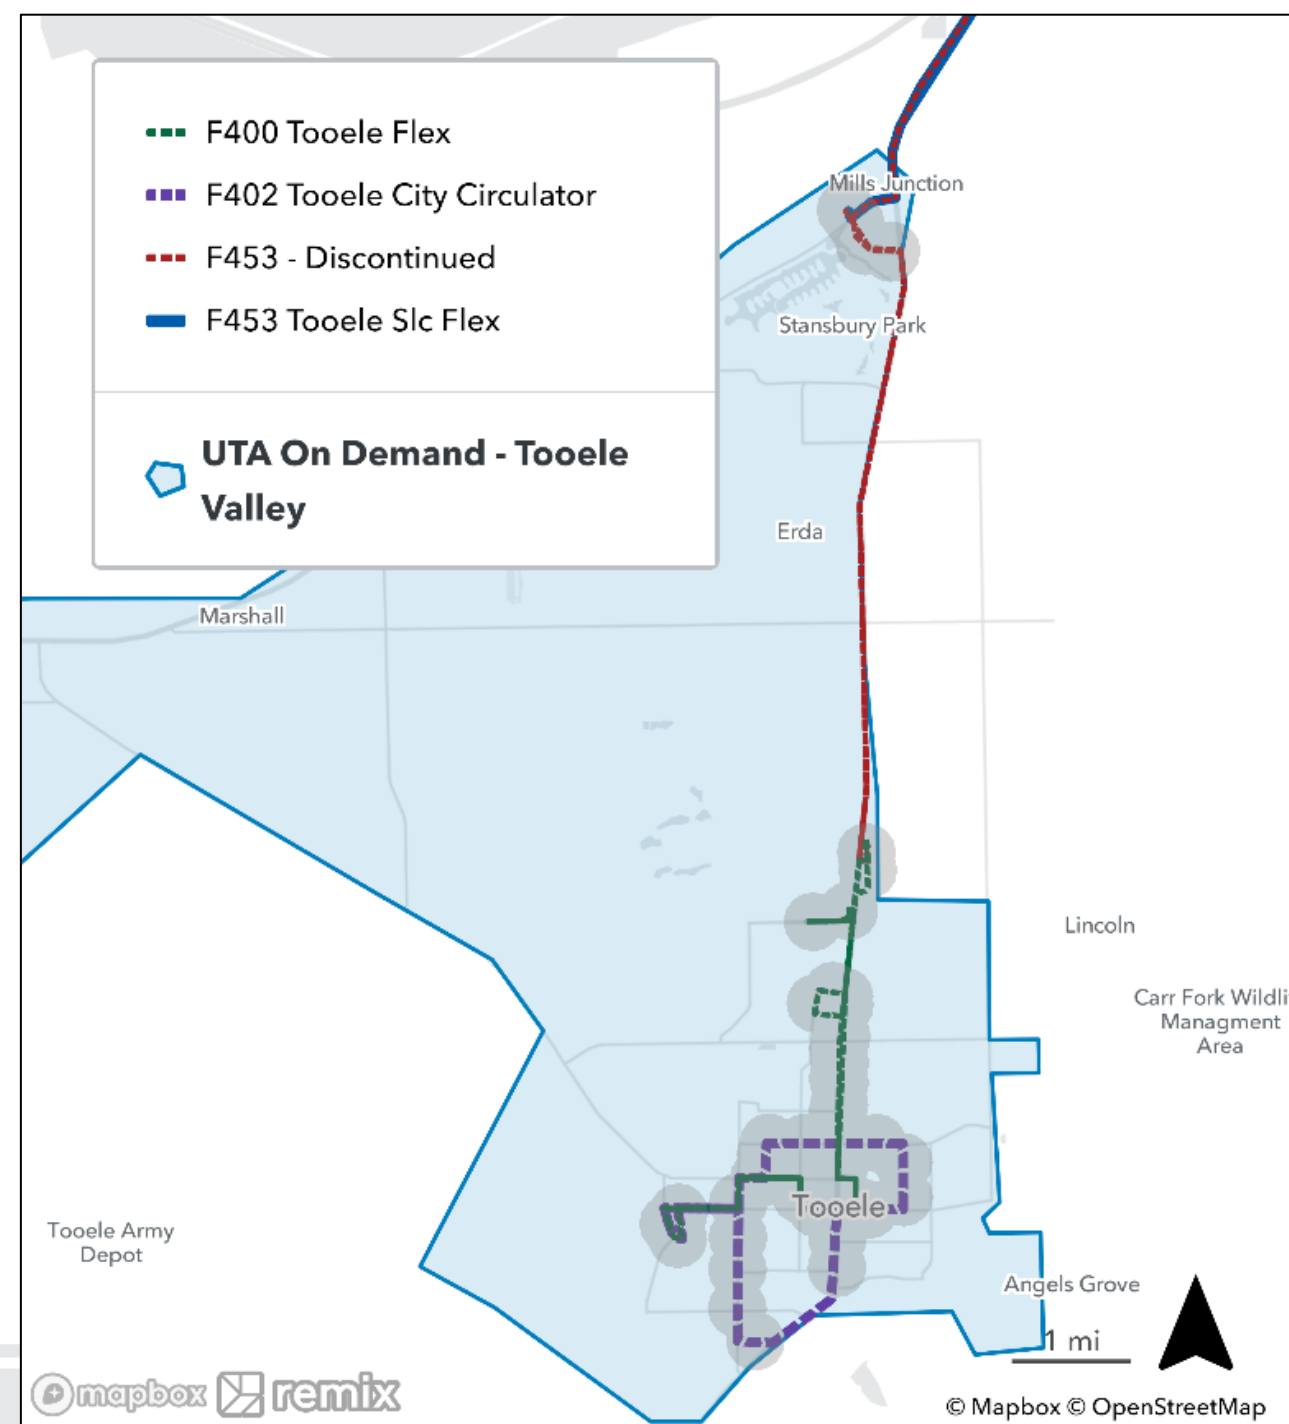 F400 Tooele Flex
F402 Tooele City Circulator
F453 - Discontinued
F453 Tooele Slc Flex
UTA On Demand - Tooele
Valley
Mills Junction
Stansbury Park
Erda
Marshall
Lincoln
Carr Fork Wildli
Managment
Area
Tooele
Tooele Army
Depot
Angels Grove
1 mi
mapbox remix
© Mapbox © OpenStreetMap